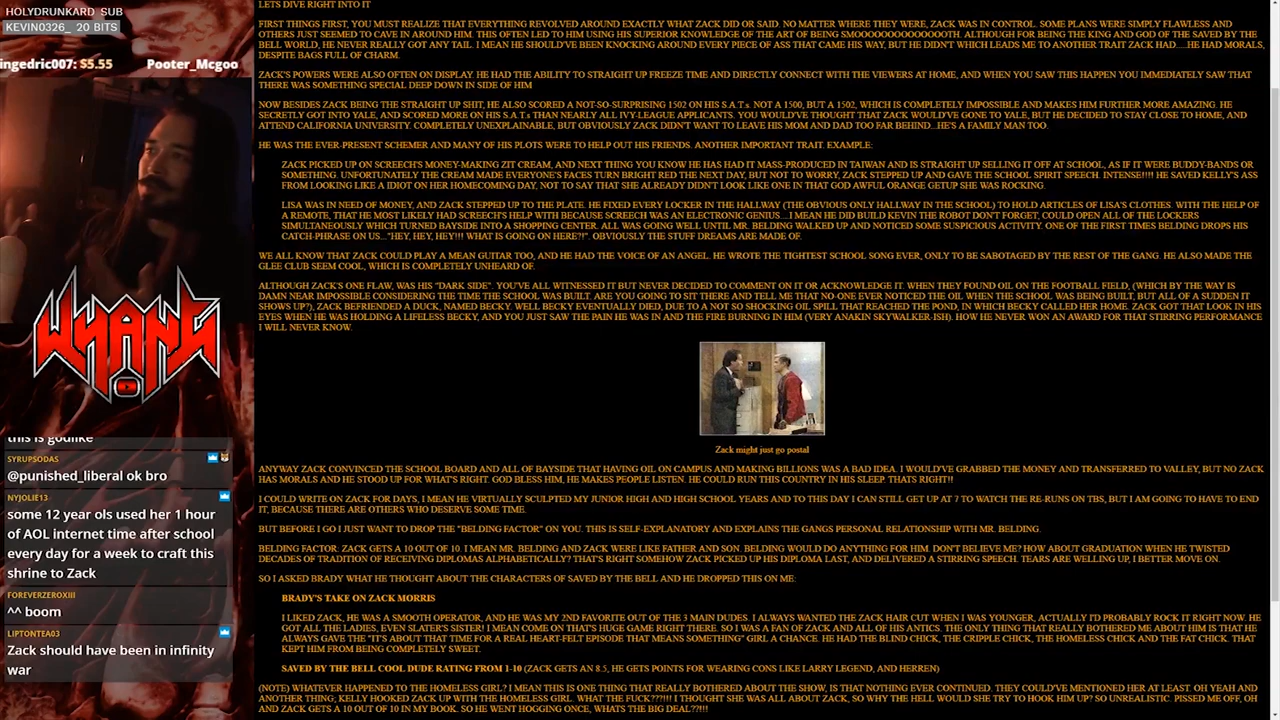 HOLYDRUNKARD SUB
KEVIN0326_ 20 BITS
ingedric007: $5.55 Pooter_Mcgoo
WYANG
this is godlike
SYRUPSODAS
@punished_liberal ok bro
NYJOLIE13
some 12 year ols used her 1 hour
of AOL internet time after school
every day for a week to craft this
shrine to Zack
FOREVERZEROXIII
^^ boom
LIPTONTEA03
Zack should have been in infinity
war
LETS DIVE RIGHT INTO IT
FIRST THINGS FIRST, YOU MUST REALIZE THAT EVERYTHING REVOLVED AROUND EXACTLY WHAT ZACK DID OR SAID. NO MATTER WHERE THEY WERE, ZACK WAS IN CONTROL. SOME PLANS WERE SIMPLY FLAWLESS AND
OTHERS JUST SEEMED TO CAVE IN AROUND HIM. THIS OFTEN LED TO HIM USING HIS SUPERIOR KNOWLEDGE OF THE ART OF BEING SMOOOOOOOOOOOOOOTH. ALTHOUGH FOR BEING THE KING AND GOD OF THE SAVED BY THE
BELL WORLD, HE NEVER REALLY GOT ANY TAIL. I MEAN HE SHOULD'VE BEEN KNOCKING AROUND EVERY PIECE OF ASS THAT CAME HIS WAY, BUT HE DIDN'T WHICH LEADS ME TO ANOTHER TRAIT ZACK HAD.....HE HAD MORALS,
DESPITE BAGS FULL OF CHARM.
ZACK'S POWERS WERE ALSO OFTEN ON DISPLAY. HE HAD THE ABILITY TO STRAIGHT UP FREEZE TIME AND DIRECTLY CONNECT WITH THE VIEWERS AT HOME, AND WHEN YOU SAW THIS HAPPEN YOU IMMEDIATELY SAW THAT
THERE WAS SOMETHING SPECIAL DEEP DOWN IN SIDE OF HIM
NOW BESIDES ZACK BEING THE STRAIGHT UP SHIT, HE ALSO SCORED A NOT-SO-SURPRISING 1502 ON HIS S.A.T.s. NOT A 1500, BUT A 1502, WHICH IS COMPLETELY IMPOSSIBLE AND MAKES HIM FURTHER MORE AMAZING. HE
SECRETLY GOT INTO YALE, AND SCORED MORE ON HIS S.A.T.s THAN NEARLY ALL IVY-LEAGUE APPLICANTS. YOU WOULD'VE THOUGHT THAT ZACK WOULD'VE GONE TO YALE, BUT HE DECIDED TO STAY CLOSE TO HOME, AND
ATTEND CALIFORNIA UNIVERSITY. COMPLETELY UNEXPLAINABLE, BUT OBVIOUSLY ZACK DIDN'T WANT TO LEAVE HIS MOM AND DAD TOO FAR BEHIND...HE'S A FAMILY MAN TOO.
HE WAS THE EVER-PRESENT SCHEMER AND MANY OF HIS PLOTS WERE TO HELP OUT HIS FRIENDS. ANOTHER IMPORTANT TRAIT. EXAMPLE:
ZACK PICKED UP ON SCREECH'S MONEY-MAKING ZIT CREAM, AND NEXT THING YOU KNOW HE HAS HAD IT MASS-PRODUCED IN TAIWAN AND IS STRAIGHT UP SELLING IT OFF AT SCHOOL, AS IF IT WERE BUDDY-BANDS OR
SOMETHING. UNFORTUNATELY THE CREAM MADE EVERYONE'S FACES TURN BRIGHT RED THE NEXT DAY, BUT NOT TO WORRY, ZACK STEPPED UP AND GAVE THE SCHOOL SPIRIT SPEECH. INTENSE!!!! HE SAVED KELLY'S ASS
FROM LOOKING LIKE A IDIOT ON HER HOMECOMING DAY, NOT TO SAY THAT SHE ALREADY DIDN'T LOOK LIKE ONE IN THAT GOD AWFUL ORANGE GETUP SHE WAS ROCKING.
LISA WAS IN NEED OF MONEY, AND ZACK STEPPED UP TO THE PLATE. HE FIXED EVERY LOCKER IN THE HALLWAY (THE OBVIOUS ONLY HALLWAY IN THE SCHOOL) TO HOLD ARTICLES OF LISA'S CLOTHES. WITH THE HELP OF
A REMOTE, THAT HE MOST LIKELY HAD SCREECH'S HELP WITH BECAUSE SCREECH WAS AN ELECTRONIC GENIUS....I MEAN HE DID BUILD KEVIN THE ROBOT DON'T FORGET, COULD OPEN ALL OF THE LOCKERS
SIMULTANEOUSLY WHICH TURNED BAYSIDE INTO A SHOPPING CENTER. ALL WAS GOING WELL UNTIL MR. BELDING WALKED UP AND NOTICED SOME SUSPICIOUS ACTIVITY. ONE OF THE FIRST TIMES BELDING DROPS HIS
CATCH-PHRASE ON US..."HEY, HEY, HEY!!! WHAT IS GOING ON HERE?!". OBVIOUSLY THE STUFF DREAMS ARE MADE OF.
WE ALL KNOW THAT ZACK COULD PLAY A MEAN GUITAR TOO, AND HE HAD THE VOICE OF AN ANGEL. HE WROTE THE TIGHTEST SCHOOL SONG EVER, ONLY TO BE SABOTAGED BY THE REST OF THE GANG. HE ALSO MADE THE
GLEE CLUB SEEM COOL, WHICH IS COMPLETELY UNHEARD OF.
ALTHOUGH ZACK'S ONE FLAW, WAS HIS "DARK SIDE". YOU'VE ALL WITNESSED IT BUT NEVER DECIDED TO COMMENT ON IT OR ACKNOWLEDGE IT. WHEN THEY FOUND OIL ON THE FOOTBALL FIELD, (WHICH BY THE WAY IS
DAMN NEAR IMPOSSIBLE CONSIDERING THE TIME THE SCHOOL WAS BUILT. ARE YOU GOING TO SIT THERE AND TELL ME THAT NO-ONE EVER NOTICED THE OIL WHEN THE SCHOOL WAS BEING BUILT, BUT ALL OF A SUDDEN IT
SHOWS UP?), ZACK BEFRIENDED A DUCK, NAMED BECKY. WELL BECKY EVENTUALLY DIED, DUE TO A NOT SO SHOCKING OIL SPILL THAT REACHED THE POND, IN WHICH BECKY CALLED HER HOME. ZACK GOT THAT LOOK IN HIS
EYES WHEN HE WAS HOLDING A LIFELESS BECKY, AND YOU JUST SAW THE PAIN HE WAS IN AND THE FIRE BURNING IN HIM (VERY ANAKIN SKYWALKER-ISH). HOW HE NEVER WON AN AWARD FOR THAT STIRRING PERFORMANCE
I WILL NEVER KNOW.
Zack might just go postal
ANYWAY ZACK CONVINCED THE SCHOOL BOARD AND ALL OF BAYSIDE THAT HAVING OIL ON CAMPUS AND MAKING BILLIONS WAS A BAD IDEA. I WOULD'VE GRABBED THE MONEY AND TRANSFERRED TO VALLEY, BUT NO ZACK
HAS MORALS AND HE STOOD UP FOR WHAT'S RIGHT. GOD BLESS HIM, HE MAKES PEOPLE LISTEN. HE COULD RUN THIS COUNTRY IN HIS SLEEP. THATS RIGHT!!
I COULD WRITE ON ZACK FOR DAYS, I MEAN HE VIRTUALLY SCULPTED MY JUNIOR HIGH AND HIGH SCHOOL YEARS AND TO THIS DAY I CAN STILL GET UP AT 7 TO WATCH THE RE-RUNS ON TBS, BUT I AM GOING TO HAVE TO END
IT, BECAUSE THERE ARE OTHERS WHO DESERVE SOME TIME.
BUT BEFORE I GO I JUST WANT TO DROP THE "BELDING FACTOR" ON YOU. THIS IS SELF-EXPLANATORY AND EXPLAINS THE GANGS PERSONAL RELATIONSHIP WITH MR. BELDING.
BELDING FACTOR: ZACK GETS A 10 OUT OF 10. I MEAN MR. BELDING AND ZACK WERE LIKE FATHER AND SON. BELDING WOULD DO ANYTHING FOR HIM. DON'T BELIEVE ME? HOW ABOUT GRADUATION WHEN HE TWISTED
DECADES OF TRADITION OF RECEIVING DIPLOMAS ALPHABETICALLY? THAT'S RIGHT SOMEHOW ZACK PICKED UP HIS DIPLOMA LAST, AND DELIVERED A STIRRING SPEECH. TEARS ARE WELLING UP, I BETTER MOVE ON.
SO I ASKED BRADY WHAT HE THOUGHT ABOUT THE CHARACTERS OF SAVED BY THE BELL AND HE DROPPED THIS ON ME:
BRADY'S TAKE ON ZACK MORRIS
I LIKED ZACK, HE WAS A SMOOTH OPERATOR, AND HE WAS MY 2ND FAVORITE OUT OF THE 3 MAIN DUDES. I ALWAYS WANTED THE ZACK HAIR CUT WHEN I WAS YOUNGER, ACTUALLY I'D PROBABLY ROCK IT RIGHT NOW. HE
GOT ALL THE LADIES, EVEN SLATER'S SISTER! I MEAN COME ON THAT'S HUGE GAME RIGHT THERE. SO I WAS A FAN OF ZACK AND ALL OF HIS ANTICS. THE ONLY THING THAT REALLY BOTHERED ME ABOUT HIM IS THAT HE
ALWAYS GAVE THE "IT'S ABOUT THAT TIME FOR A REAL HEART-FELT EPISODE THAT MEANS SOMETHING" GIRL A CHANCE. HE HAD THE BLIND CHICK, THE CRIPPLE CHICK, THE HOMELESS CHICK AND THE FAT CHICK. THAT
KEPT HIM FROM BEING COMPLETELY SWEET.
SAVED BY THE BELL COOL DUDE RATING FROM 1-10 (ZACK GETS AN 8.5, HE GETS POINTS FOR WEARING CONS LIKE LARRY LEGEND, AND HERREN)
(NOTE) WHATEVER HAPPENED TO THE HOMELESS GIRL? I MEAN THIS IS ONE THING THAT REALLY BOTHERED ABOUT THE SHOW, IS THAT NOTHING EVER CONTINUED. THEY COULD'VE MENTIONED HER AT LEAST. OH YEAH AND
ANOTHER THING; KELLY HOOKED ZACK UP WITH THE HOMELESS GIRL. WHAT THE FUCK???!!! I THOUGHT SHE WAS ALL ABOUT ZACK, SO WHY THE HELL WOULD SHE TRY TO HOOK HIM UP? SO UNREALISTIC. PISSED ME OFF, OH
AND ZACK GETS A 10 OUT OF 10 IN MY BOOK. SO HE WENT HOGGING ONCE, WHATS THE BIG DEAL??!!!